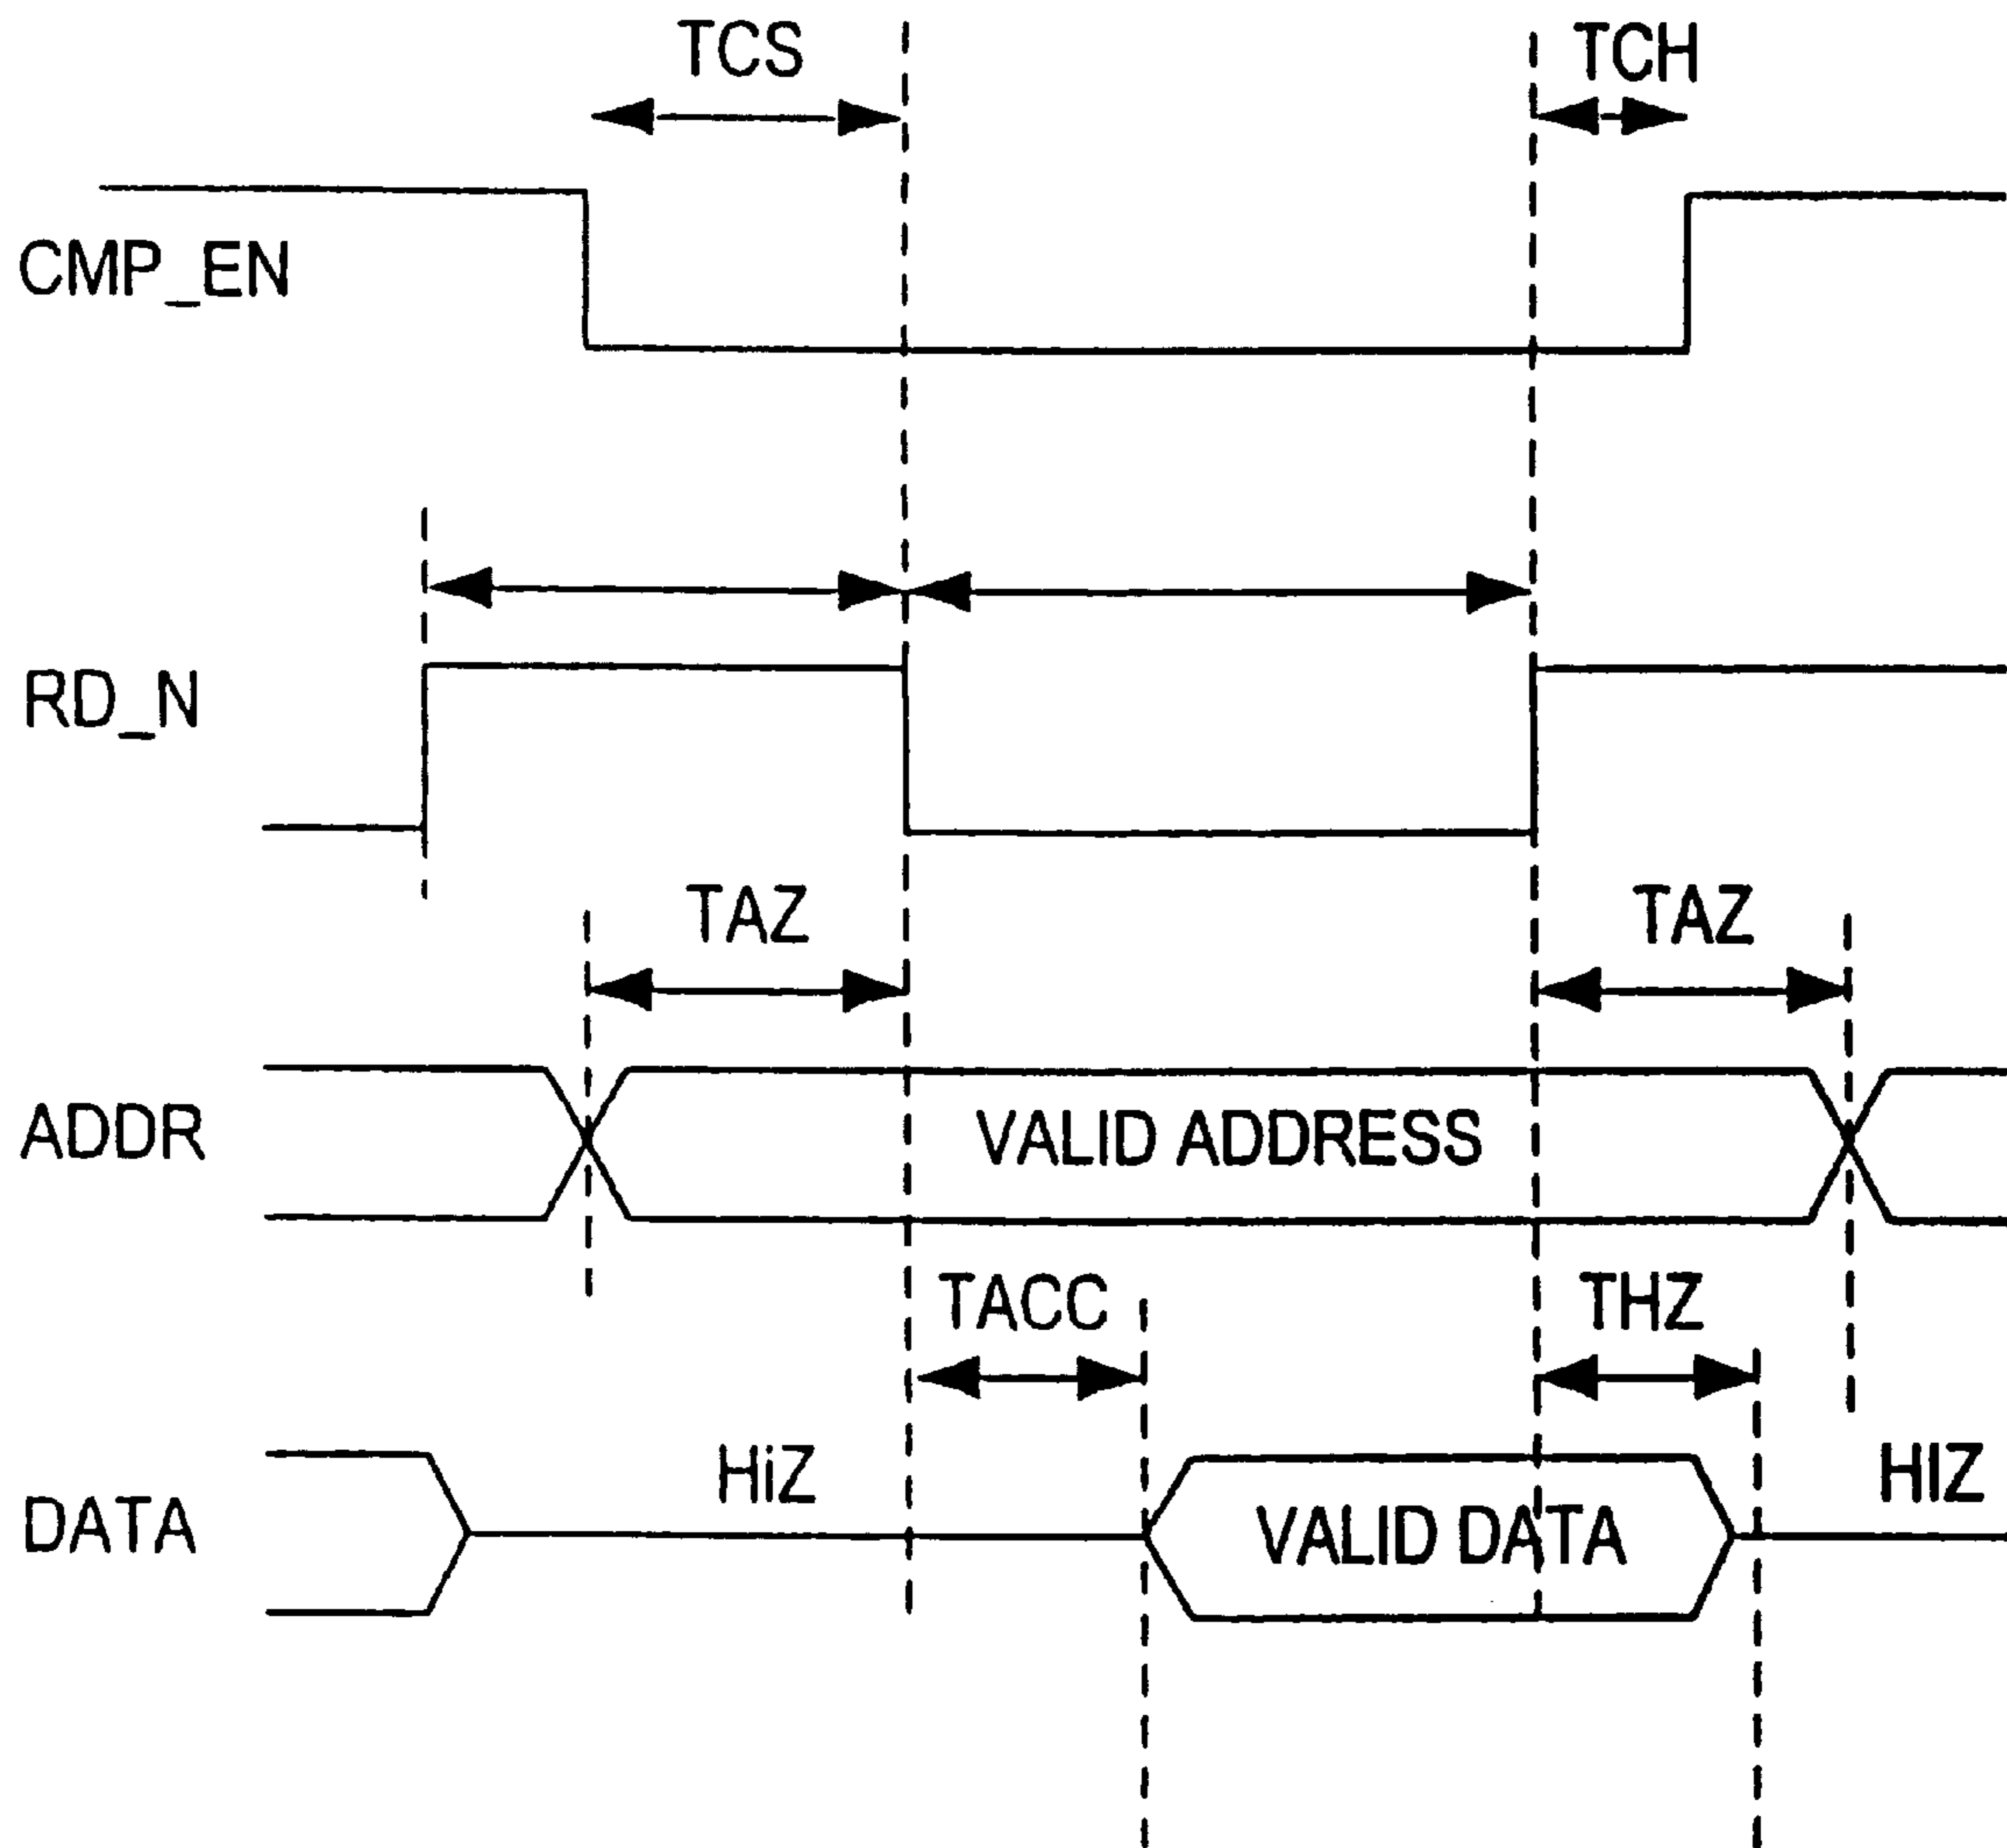 TCS
TCH
CMP_EN
RD_N
TAZ
TAZ
ADDR
VALID ADDRESS
TACC
THZ
HiZ
HIZ
DATA
VALID DATA